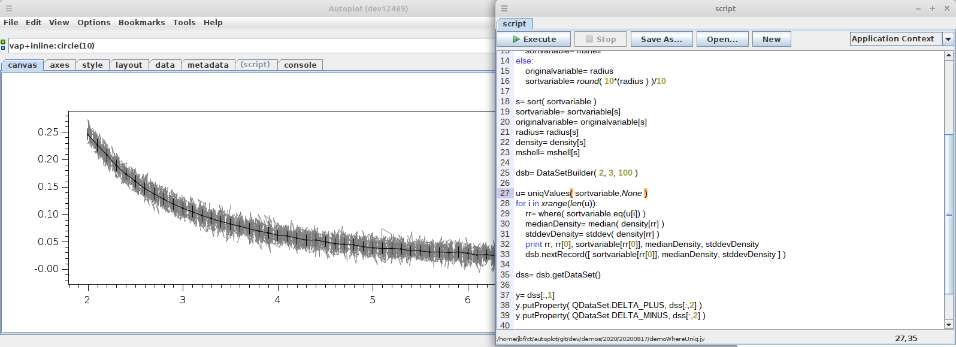 Autoplot (dev12489)
File Edit View Options Bookmarks Tools Help
vap+inline:circle(10)
canvas axes style layout data metadata (script) console
0.25
0.20
0.15
0.10
0.05
-0.00
2 3 4 5 6
script
script
Execute Stop Save As... Open... New Application Context
14 else:
15 originalvariable= radius
16 sortvariable= round( 10*(radius ) )/10
17
18 s= sort( sortvariable )
19 sortvariable= sortvariable[s]
20 originalvariable= originalvariable[s]
21 radius= radius[s]
22 density= density[s]
23 mshell= mshell[s]
24
25 dsb= DataSetBuilder( 2, 3, 100 )
26
27 u= uniqValues( sortvariable,None )
28 for i in xrange(len(u)):
29 rr= where( sortvariable.eq(u[i]) )
30 medianDensity= median( density[rr] )
31 stddevDensity= stddev( density[rr] )
32 print rr, rr[0], sortvariable[rr[0]], medianDensity, stddevDensity
33 dsb.nextRecord([ sortvariable[rr[0]], medianDensity, stddevDensity ] )
34
35 dss= dsb.getDataSet()
36
37 y= dss[:,1]
38 y.putProperty( QDataSet.DELTA_PLUS, dss[:,2] )
39 y.putProperty( QDataSet.DELTA_MINUS, dss[:,2] )
40
/home/jbf/ct/autoplot/git/dev/demos/2020/20200817/demoWhereUniq.jy 27,35